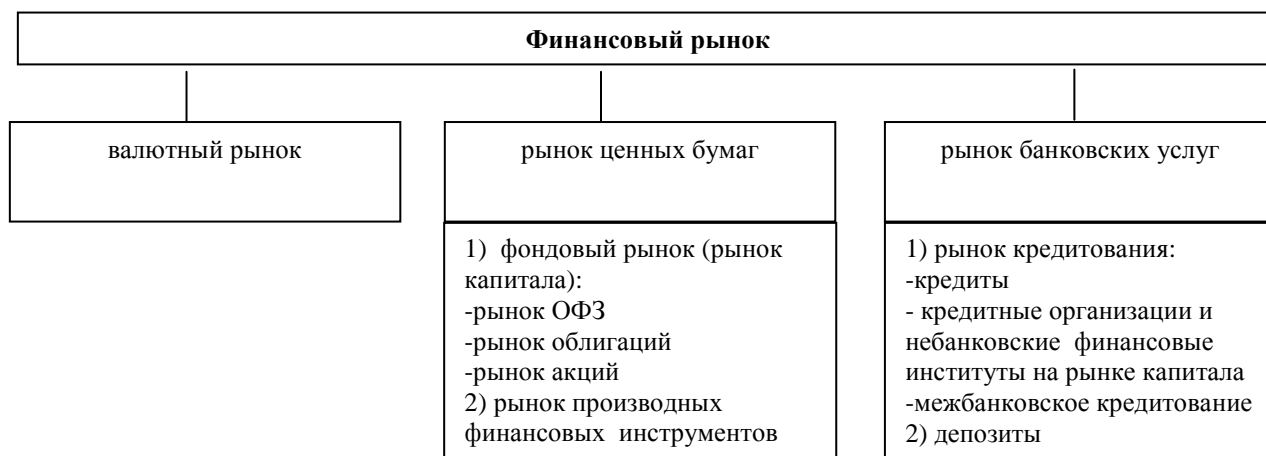 Финансовый рынок
валютный рынок
рынок ценных бумаг
рынок банковских услуг
1) фондовый рынок (рынок
капитала):
-рынок ОФЗ
-рынок облигаций
-рынок акций
2) рынок производных
финансовых инструментов
1) рынок кредитования:
-кредиты
- кредитные организации и
небанковские финансовые
институты на рынке капитала
-межбанковское кредитование
2) депозиты